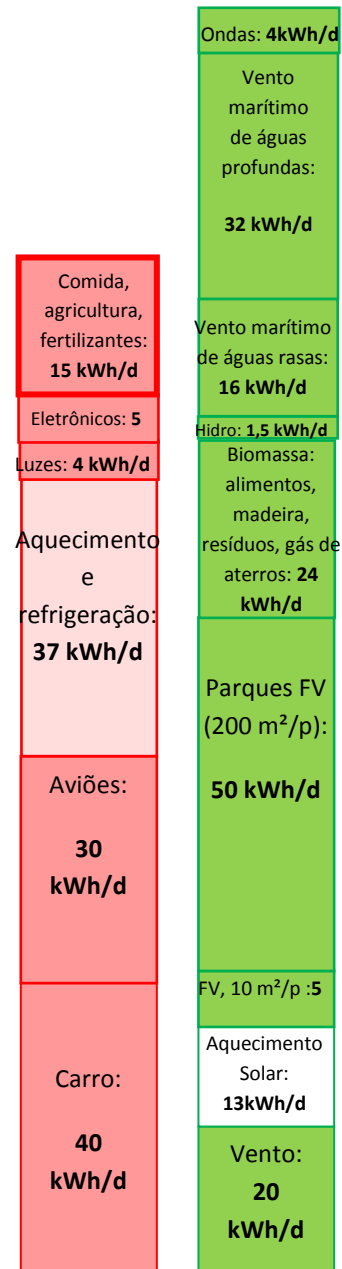 Comida,
agricultura,
fertilizantes:
15 kWh/d
Eletrônicos: 5
Luzes: 4 kWh/d
Aquecimento
e
refrigeração:
37 kWh/d
Aviões:
30
kWh/d
Carro:
40
kWh/d
Ondas: 4kWh/d
Vento
marítimo
de águas
profundas:
32 kWh/d
Vento marítimo
de águas rasas:
16 kWh/d
Hidro: 1,5 kWh/d
Biomassa:
alimentos,
madeira,
resíduos, gás de
aterros: 24
kWh/d
Parques FV
(200 m²/p):
50 kWh/d
FV, 10 m²/p :5
Aquecimento
Solar:
13kWh/d
Vento:
20
kWh/d